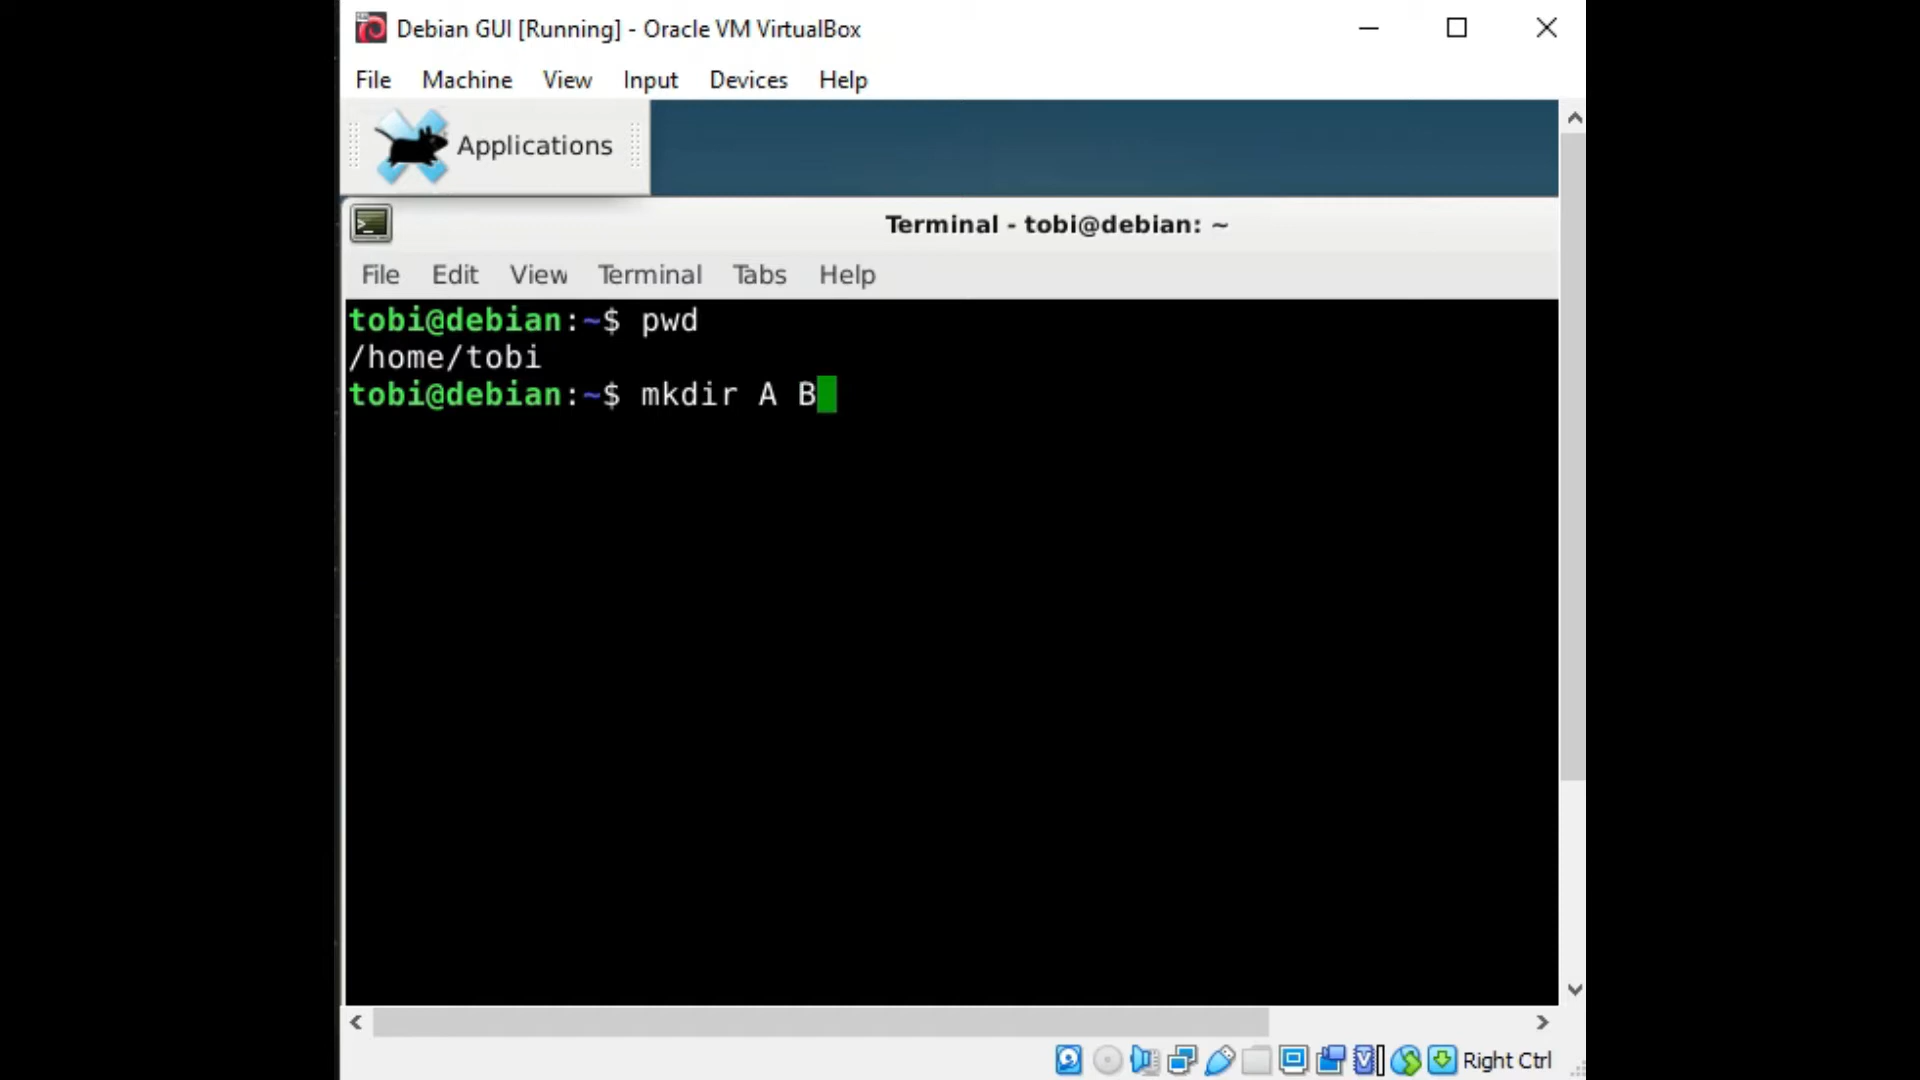 Debian GUI [Running] - Oracle VM VirtualBox
File Machine View Input Devices Help
Applications
Terminal - tobi@debian: ~
File Edit View Terminal Tabs Help
tobi@debian:~$ pwd
/home/tobi
tobi@debian:~$ mkdir A B
Right Ctrl